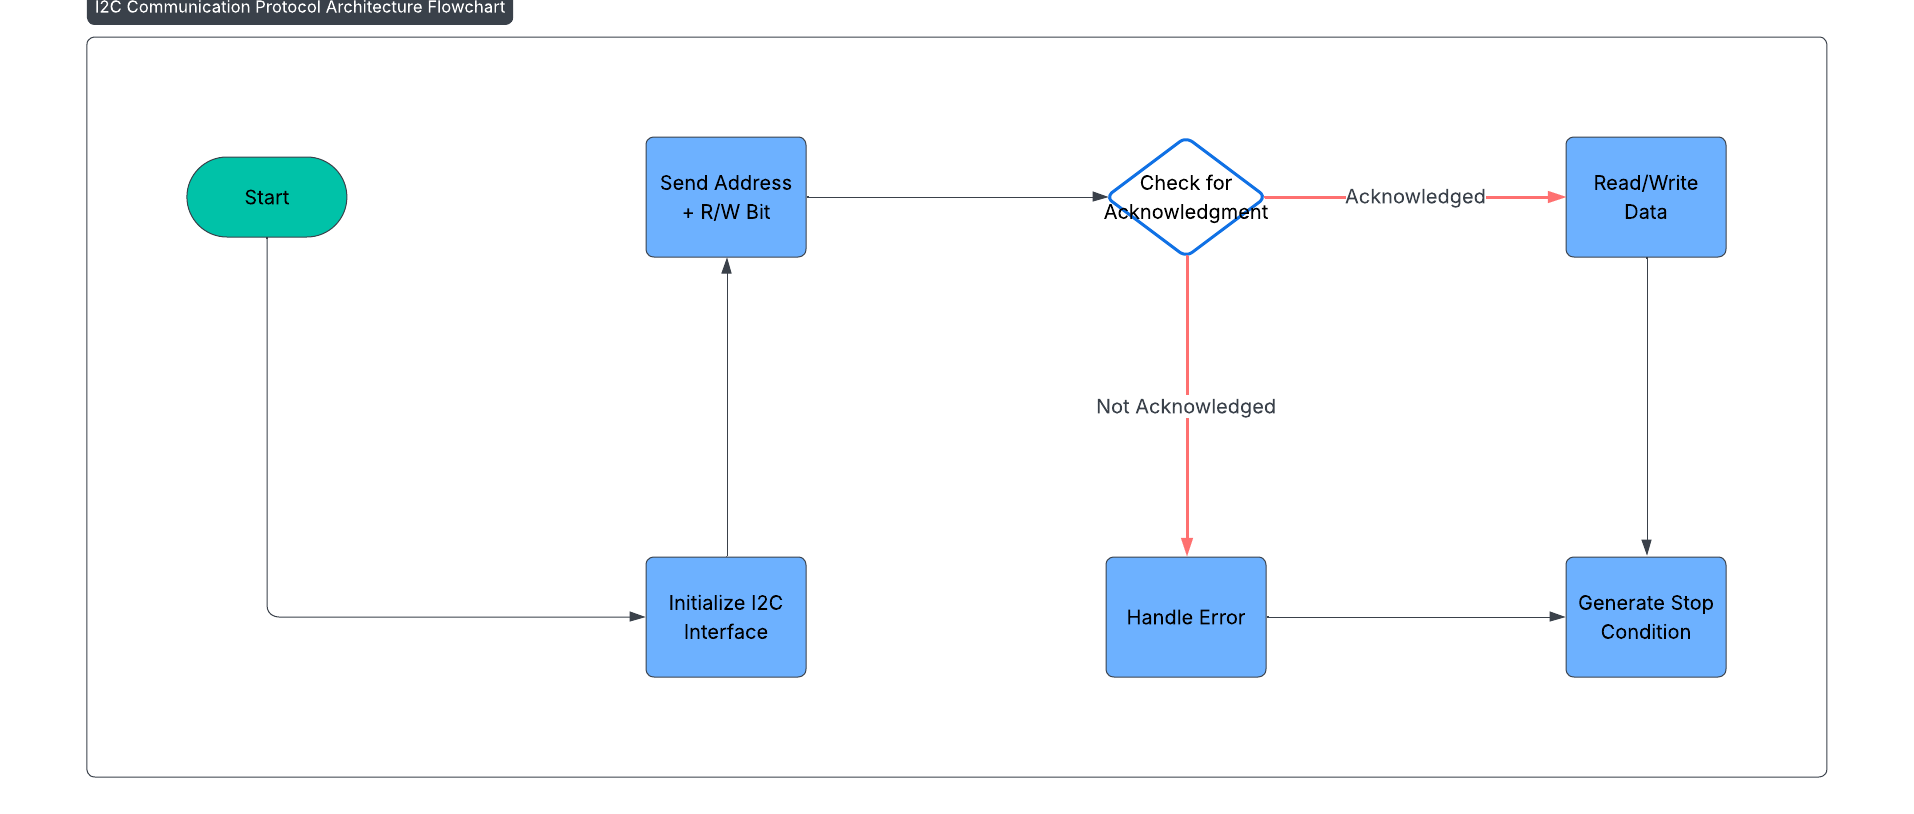 I2C Communication Protocol Architecture Flowchart
Start
Send Address
+ R/W Bit
Check for
Acknowledgment
Acknowledged
Read/Write
Data
Not Acknowledged
Initialize I2C
Interface
Handle Error
Generate Stop
Condition